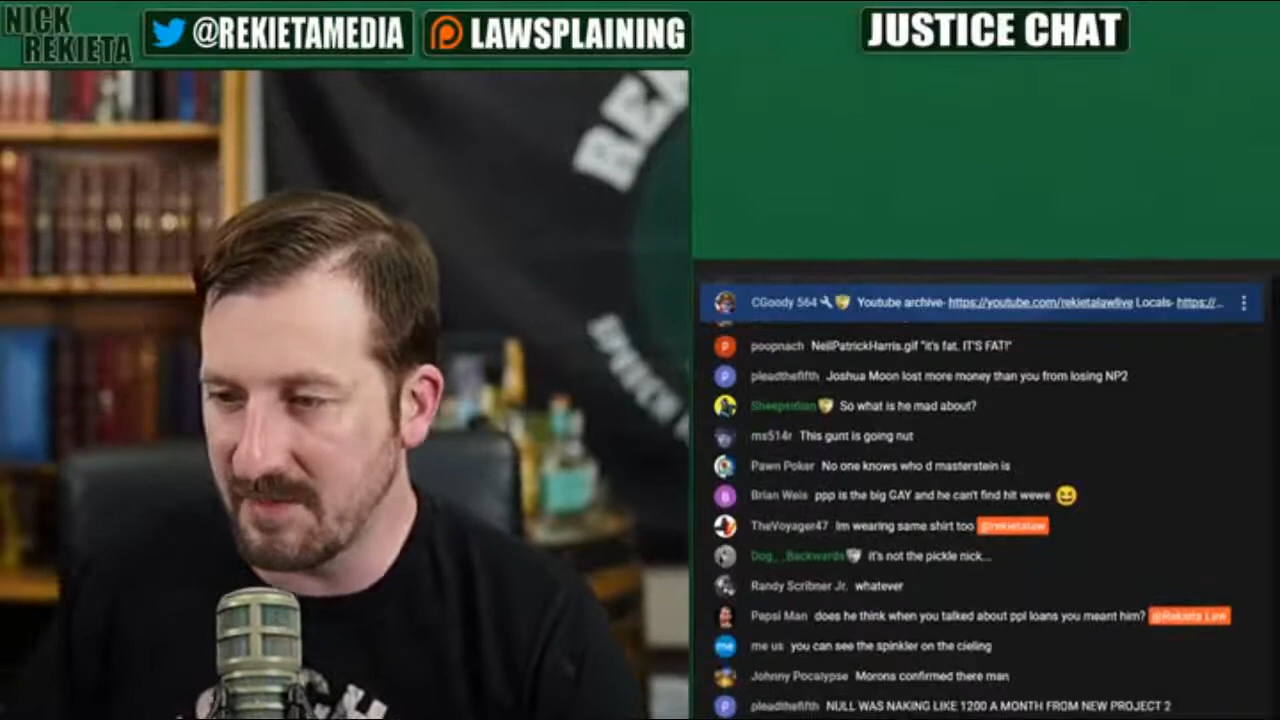 NICK
REKIETA
@REKIETAMEDIA
LAWSPLAINING
JUSTICE CHAT
REK
CGoody 564 Youtube archive- https://youtube.com/rekietalawlive Locals- https://...
poopnach NeilPatrickHarris.gif "it's fat. IT'S FAT!"
pleadthefifth Joshua Moon lost more money than you from losing NP2
Sheepsidian So what is he mad about?
ms514r This gunt is going nut
Pawn Poker No one knows who d masterstein is
Brian Weis ppp is the big GAY and he can't find hit wewe 😆
TheVoyager47 Im wearing same shirt too @rekietalaw
Dog__Backwards it's not the pickle nick...
Randy Scribner Jr. whatever
Pepsi Man does he think when you talked about ppl loans you meant him? @Rekieta Law
me us you can see the spinkler on the cieling
Johnny Pocalypse Morons confirmed there man
pleadthefifth NULL WAS NAKING LIKE 1200 A MONTH FROM NEW PROJECT 2